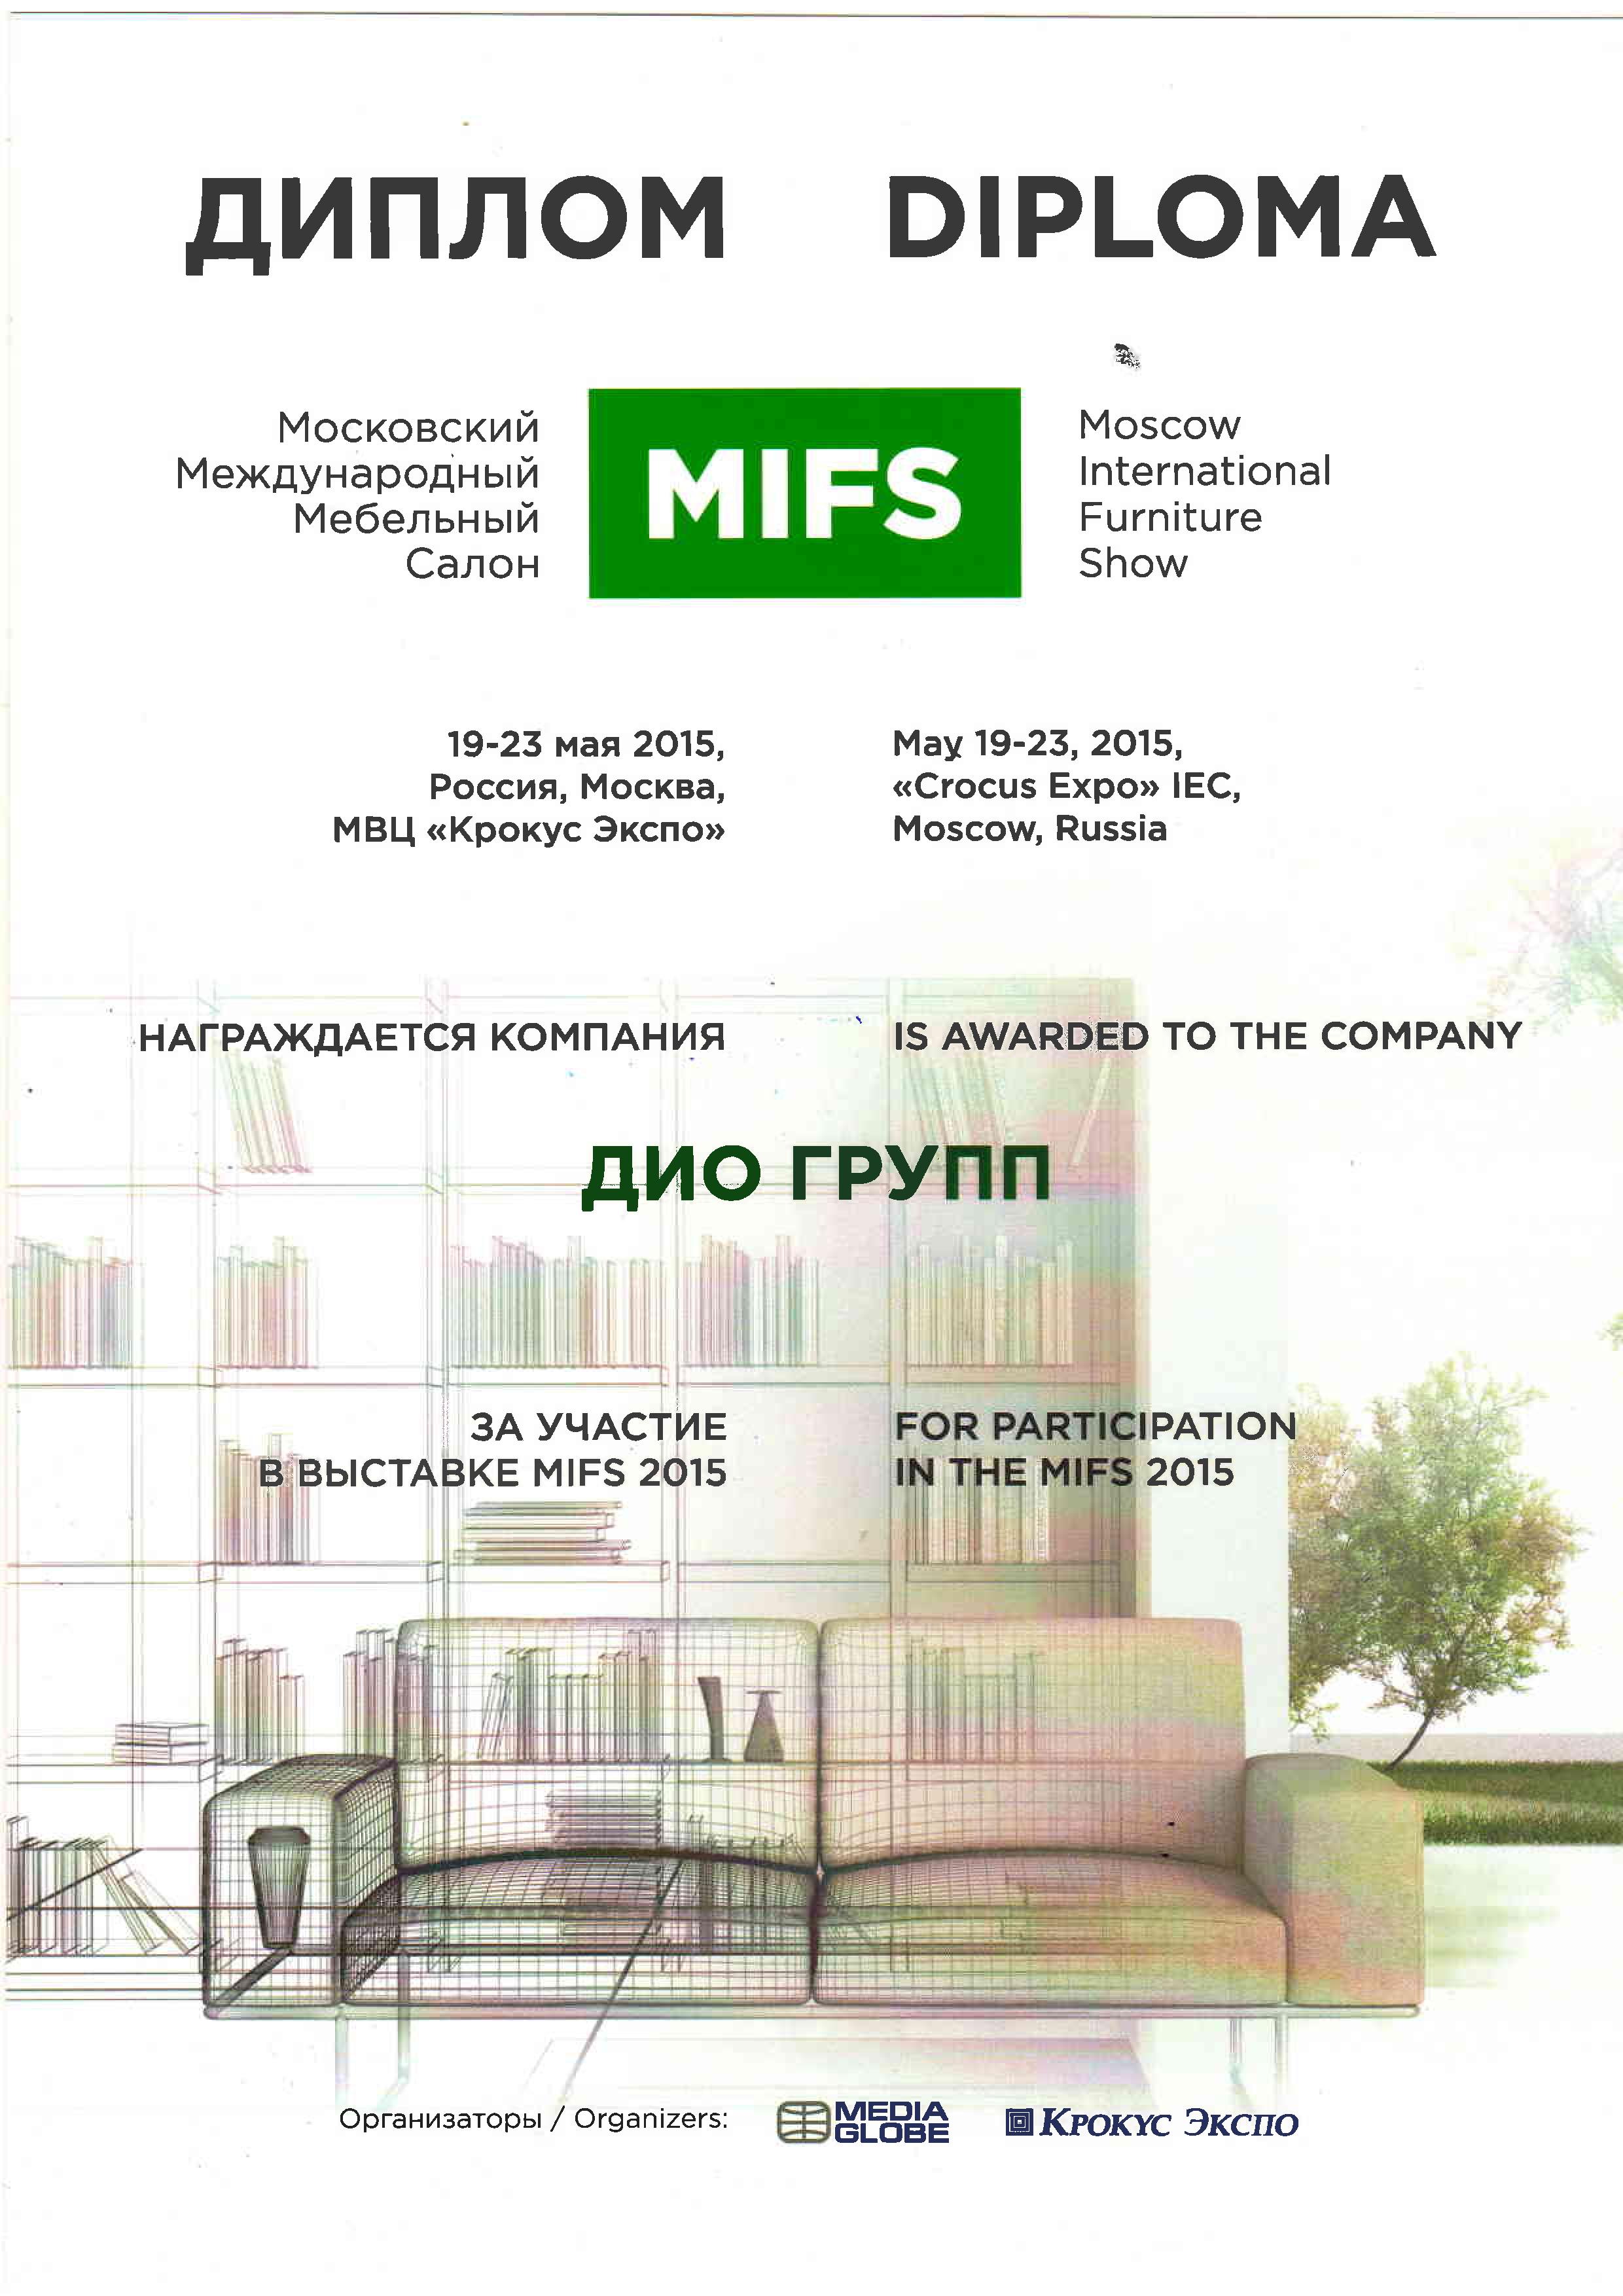 ДИПЛОМ
DIPLOMA
Московский
Международный
Мебельный
Салон
MIFS
Moscow
International
Furniture
Show
19-23 мая 2015,
Россия, Москва,
МВЦ «Крокус Экспо»
May 19-23, 2015,
«Crocus Expo» IEC,
Moscow, Russia
НАГРАЖДАЕТСЯ КОМПАНИЯ
IS AWARDED TO THE COMPANY
ДИО ГРУПП
ЗА УЧАСТИЕ
В ВЫСТАВКЕ MIFS 2015
FOR PARTICIPATION
IN THE MIFS 2015
Организаторы / Organizers:
MEDIA
GLOBE
КРОКУС ЭКСПО